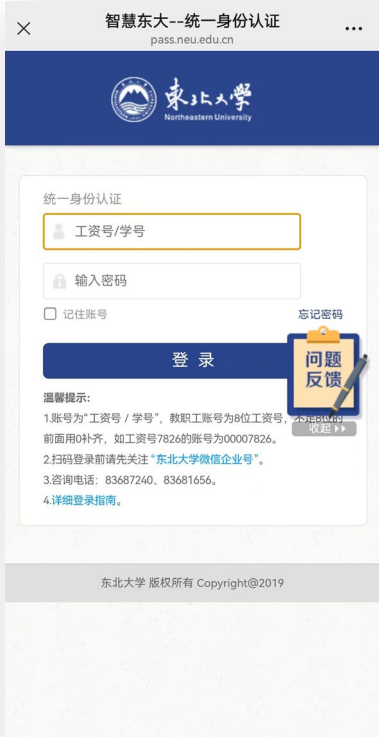 智慧东大--统一身份认证
pass.neu.edu.cn
東北大學
Northeastern University
统一身份认证
工资号/学号
输入密码
记住账号
忘记密码
登录
问题
反馈
收起
温馨提示:
1.账号为“工资号 / 学号”，教职工账号为8位工资号，不足8位的
前面用0补齐，如工资号7826的账号为00007826。
2.扫码登录前请先关注“东北大学微信企业号”。
3.咨询电话：83687240、83681656。
4.详细登录指南。
东北大学 版权所有 Copyright@2019